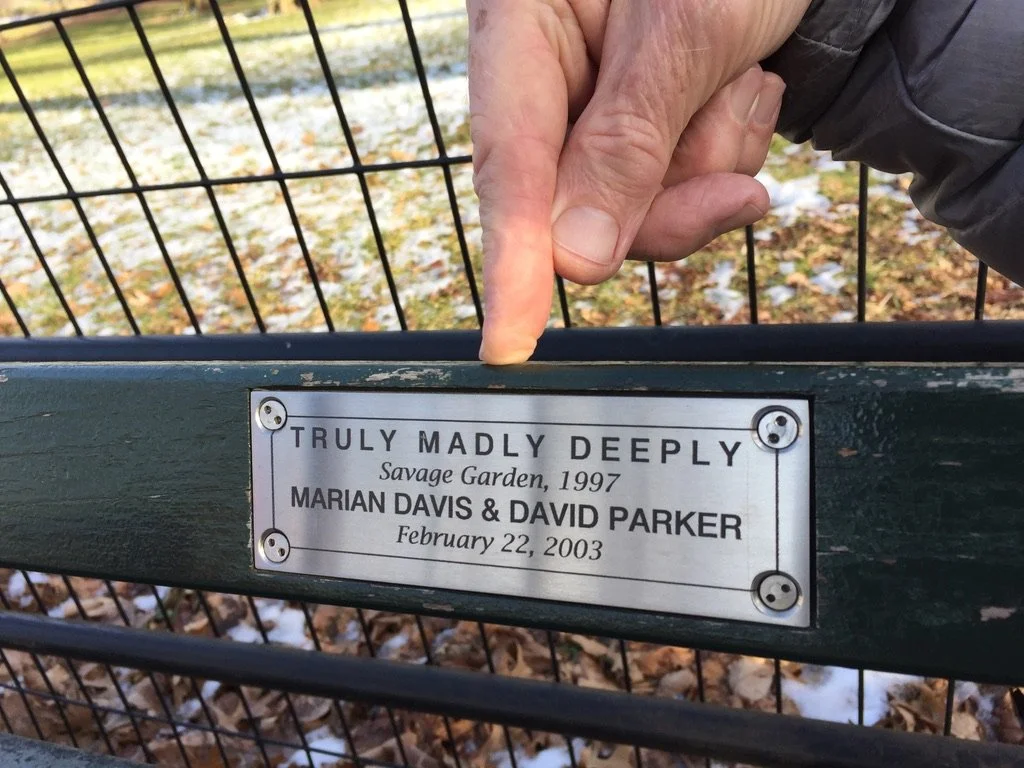 TRULY MADLY DEEPLY
Savage Garden, 1997
MARIAN DAVIS & DAVID PARKER
February 22, 2003